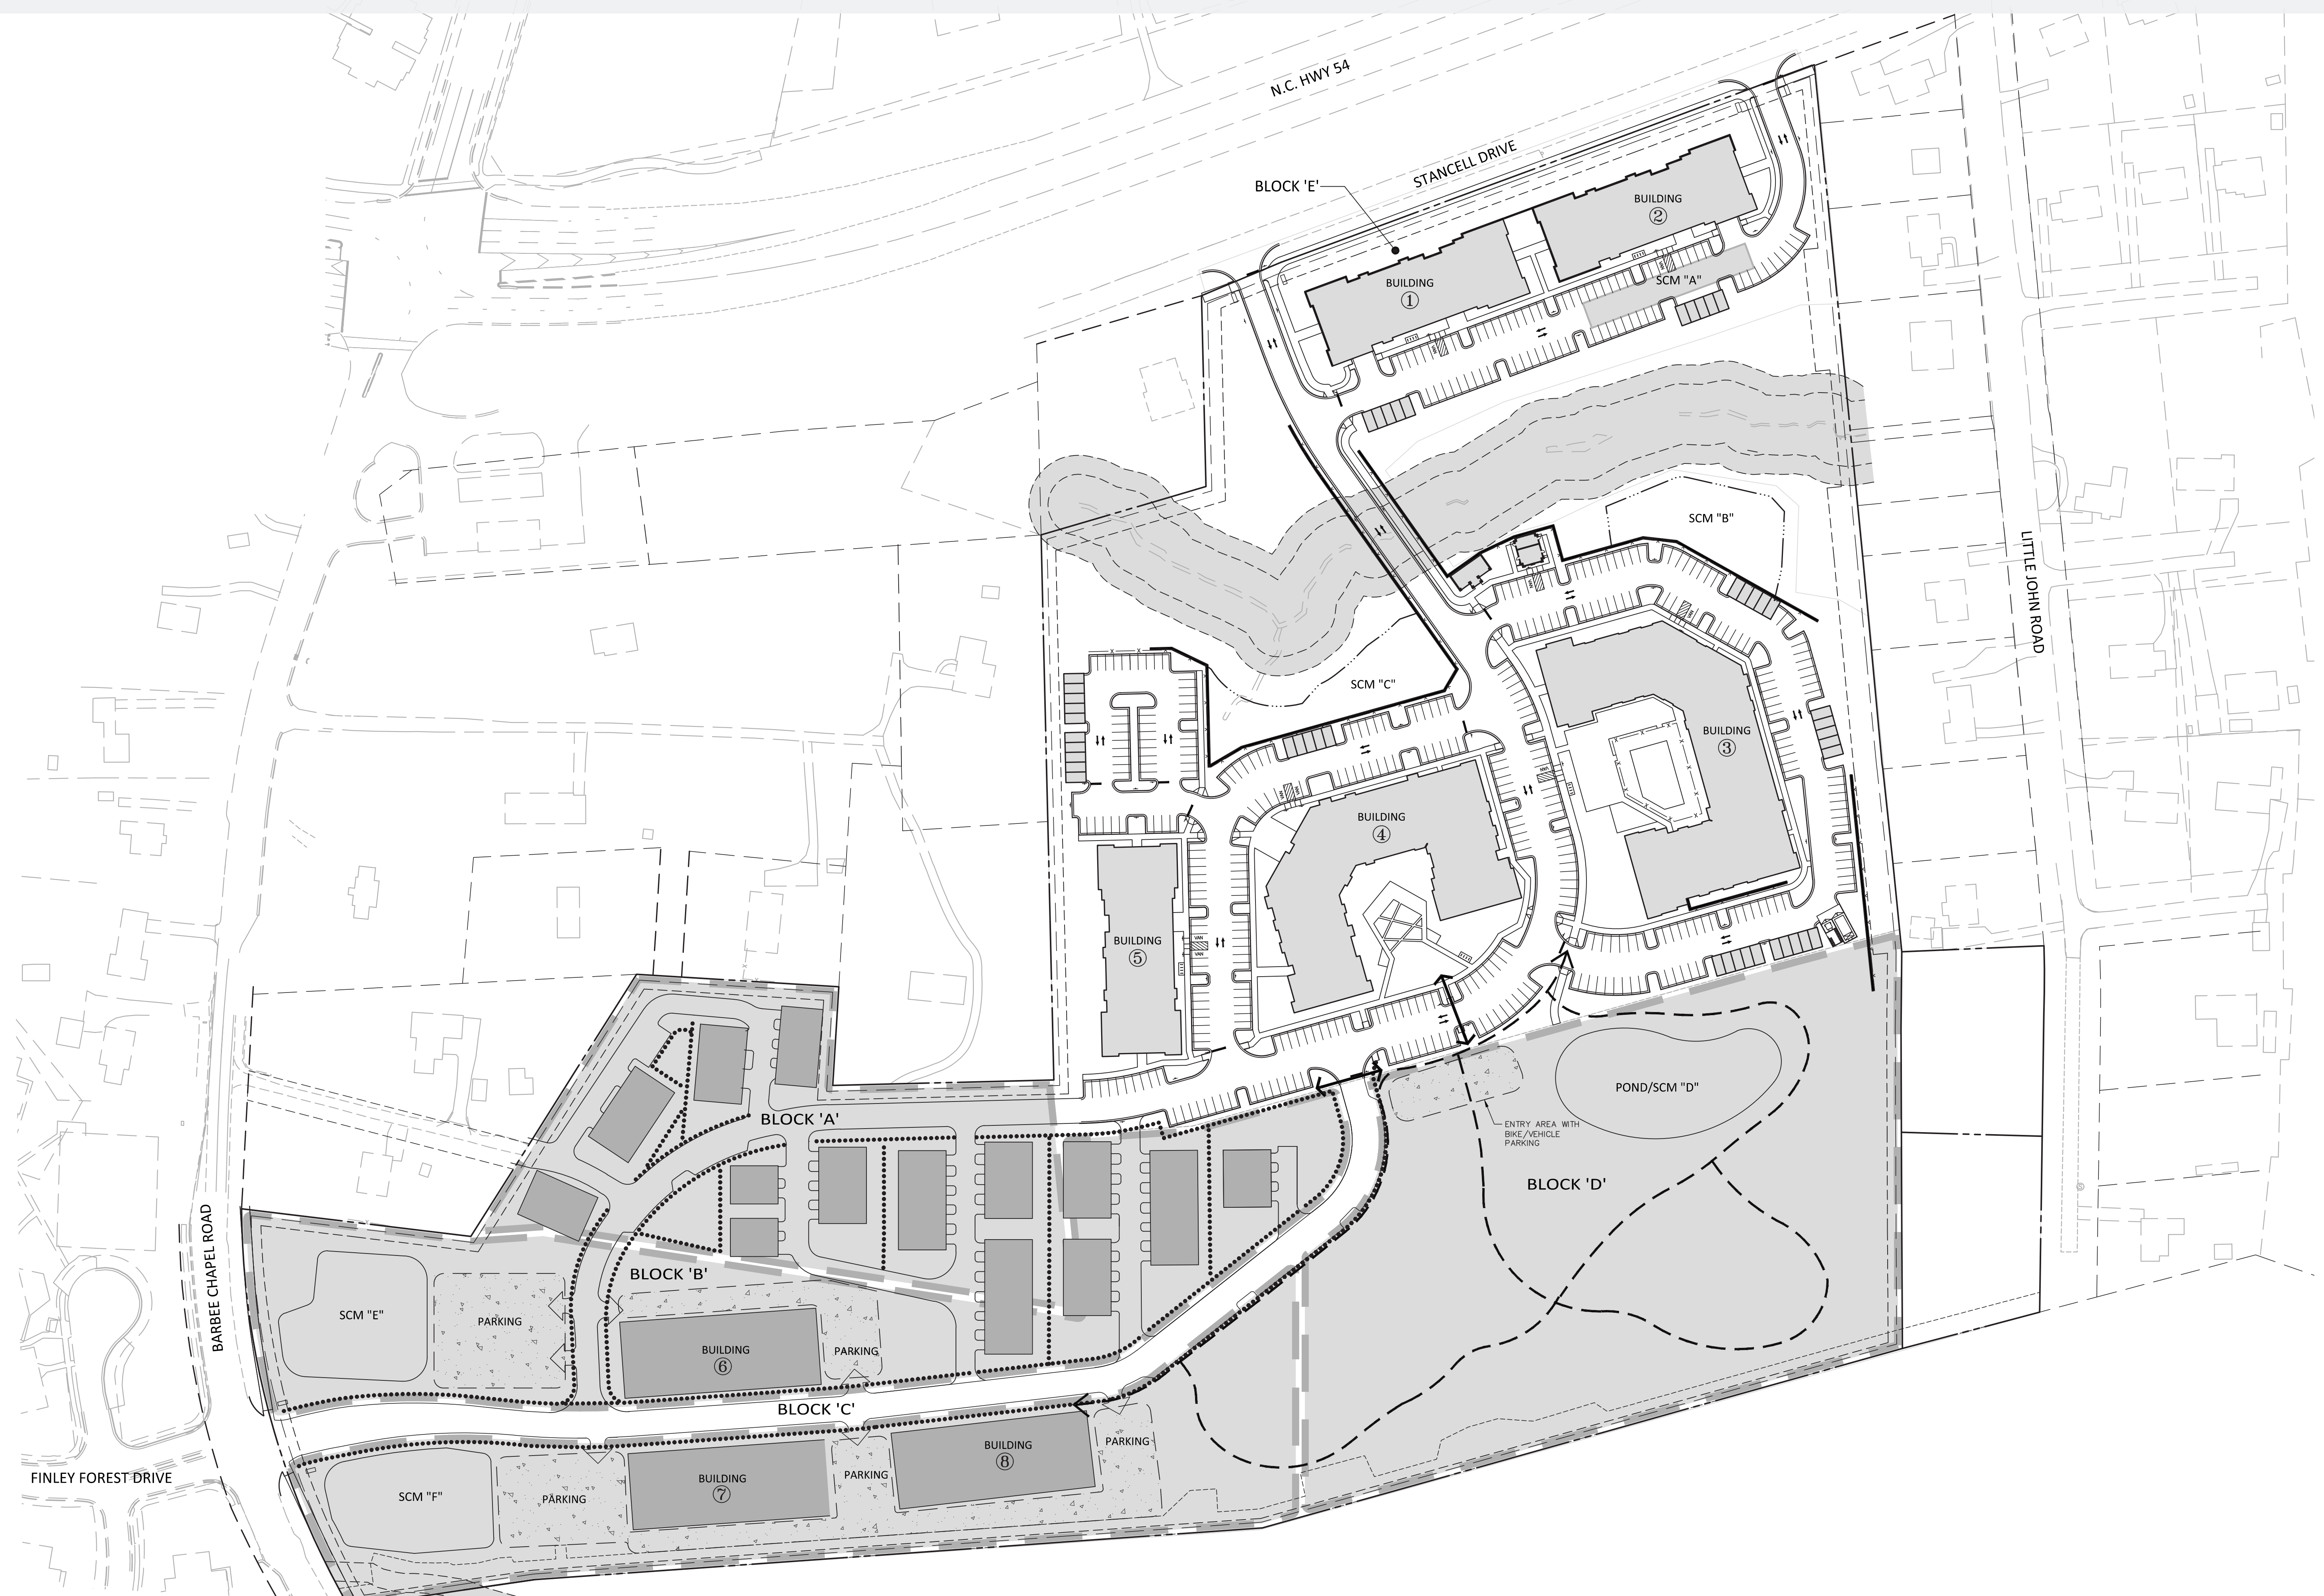 N.C. HWY 54
STANCELL DRIVE
BLOCK 'E'
BUILDING
2
BUILDING
1
SCM "A"
SCM "B"
LITTLE JOHN ROAD
SCM "C"
BUILDING
3
BUILDING
4
BUILDING
5
VAN
VAN
POND/SCM "D"
BLOCK 'A'
ENTRY AREA WITH
BIKE/VEHICLE
PARKING
BLOCK 'D'
BARBEE CHAPEL ROAD
BLOCK 'B'
SCM "E"
PARKING
BUILDING
6
PARKING
BLOCK 'C'
FINLEY FOREST DRIVE
SCM "F"
PARKING
BUILDING
7
PARKING
BUILDING
8
PARKING